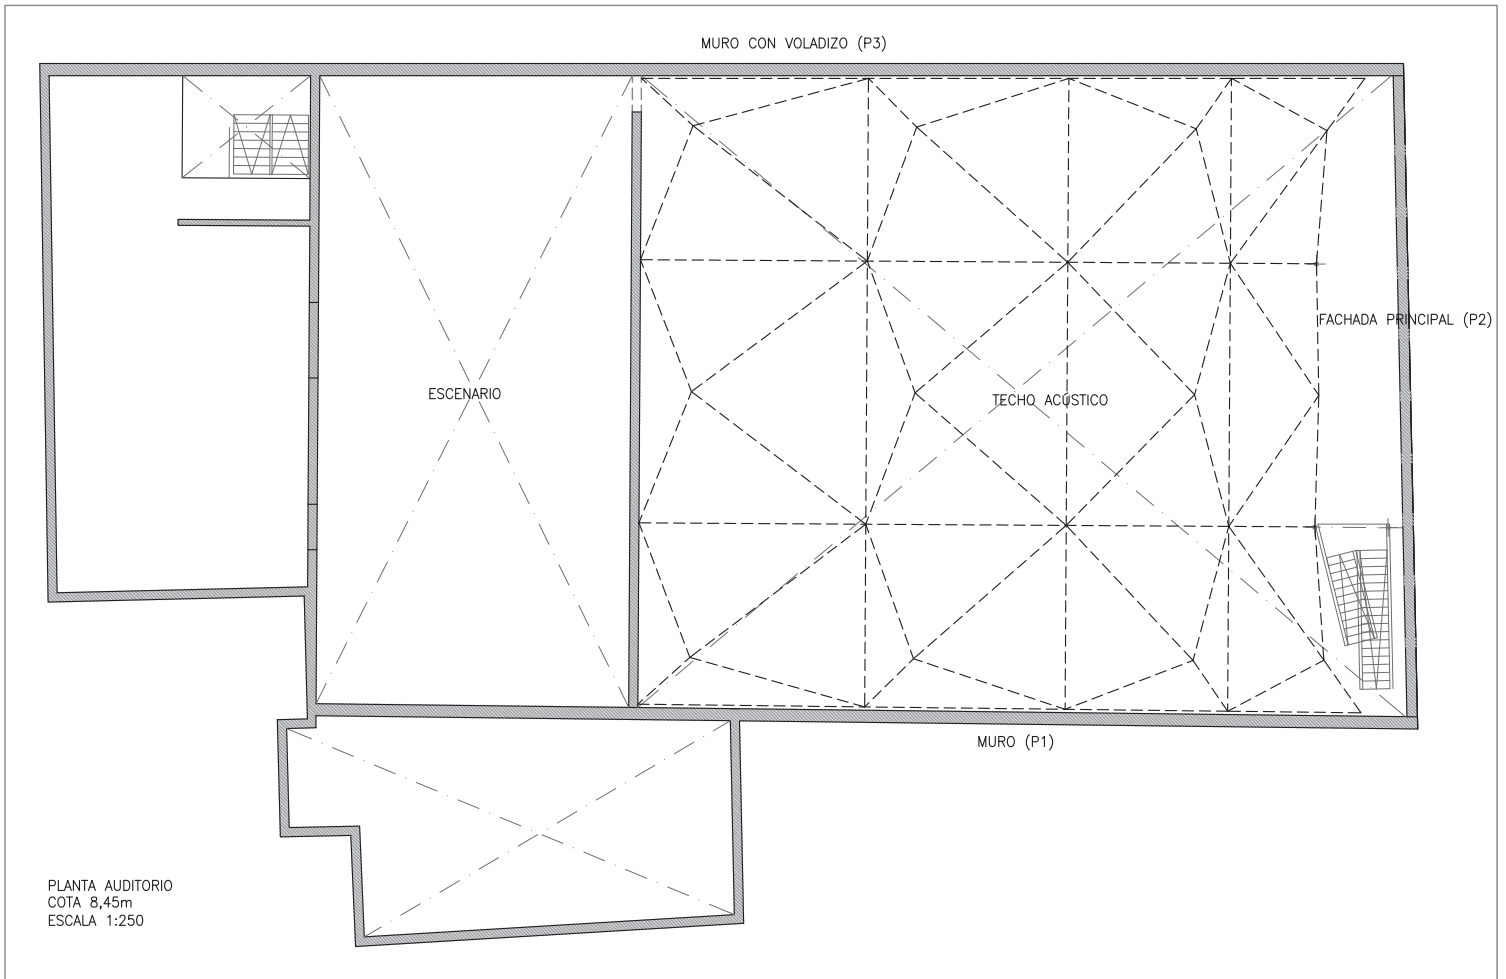 MURO CON VOLADIZO (P3)
FACHADA PRINCIPAL (P2)
ESCENARIO
TECHO ACÚSTICO
MURO (P1)
PLANTA AUDITORIO
COTA 8,45m
ESCALA 1:250